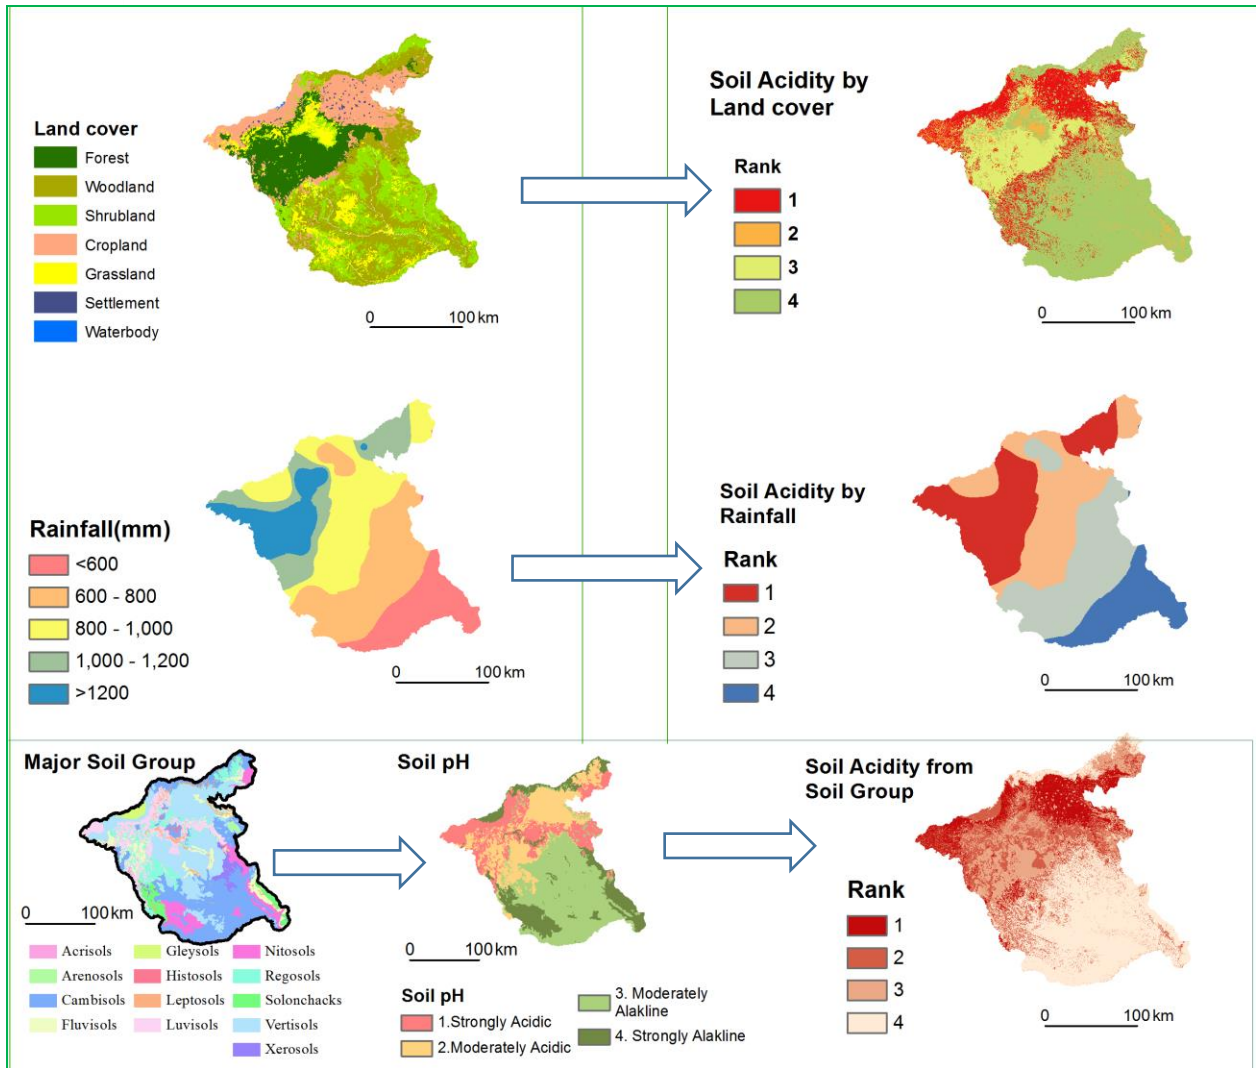 Land cover
Forest
Woodland
Shrubland
Cropland
Grassland
Settlement
Waterbody
0 100 km
Soil Acidity by
Land cover
Rank
1
2
3
4
0 100 km
Rainfall(mm)
<600
600 - 800
800 - 1,000
1,000 - 1,200
>1200
0 100 km
Soil Acidity by
Rainfall
Rank
1
2
3
4
0 100 km
Major Soil Group
0 100 km
Acrisols
Arenosols
Cambisols
Fluvisols
Gleysols
Histosols
Leptosols
Luvisols
Nitosols
Regosols
Solonchacks
Vertisols
Xerosols
Soil pH
0 100 km
Soil pH
1.Strongly Acidic
2.Moderately Acidic
3. Moderately
Alakline
4. Strongly Alakline
Soil Acidity from
Soil Group
Rank
1
2
3
4
0 100 km